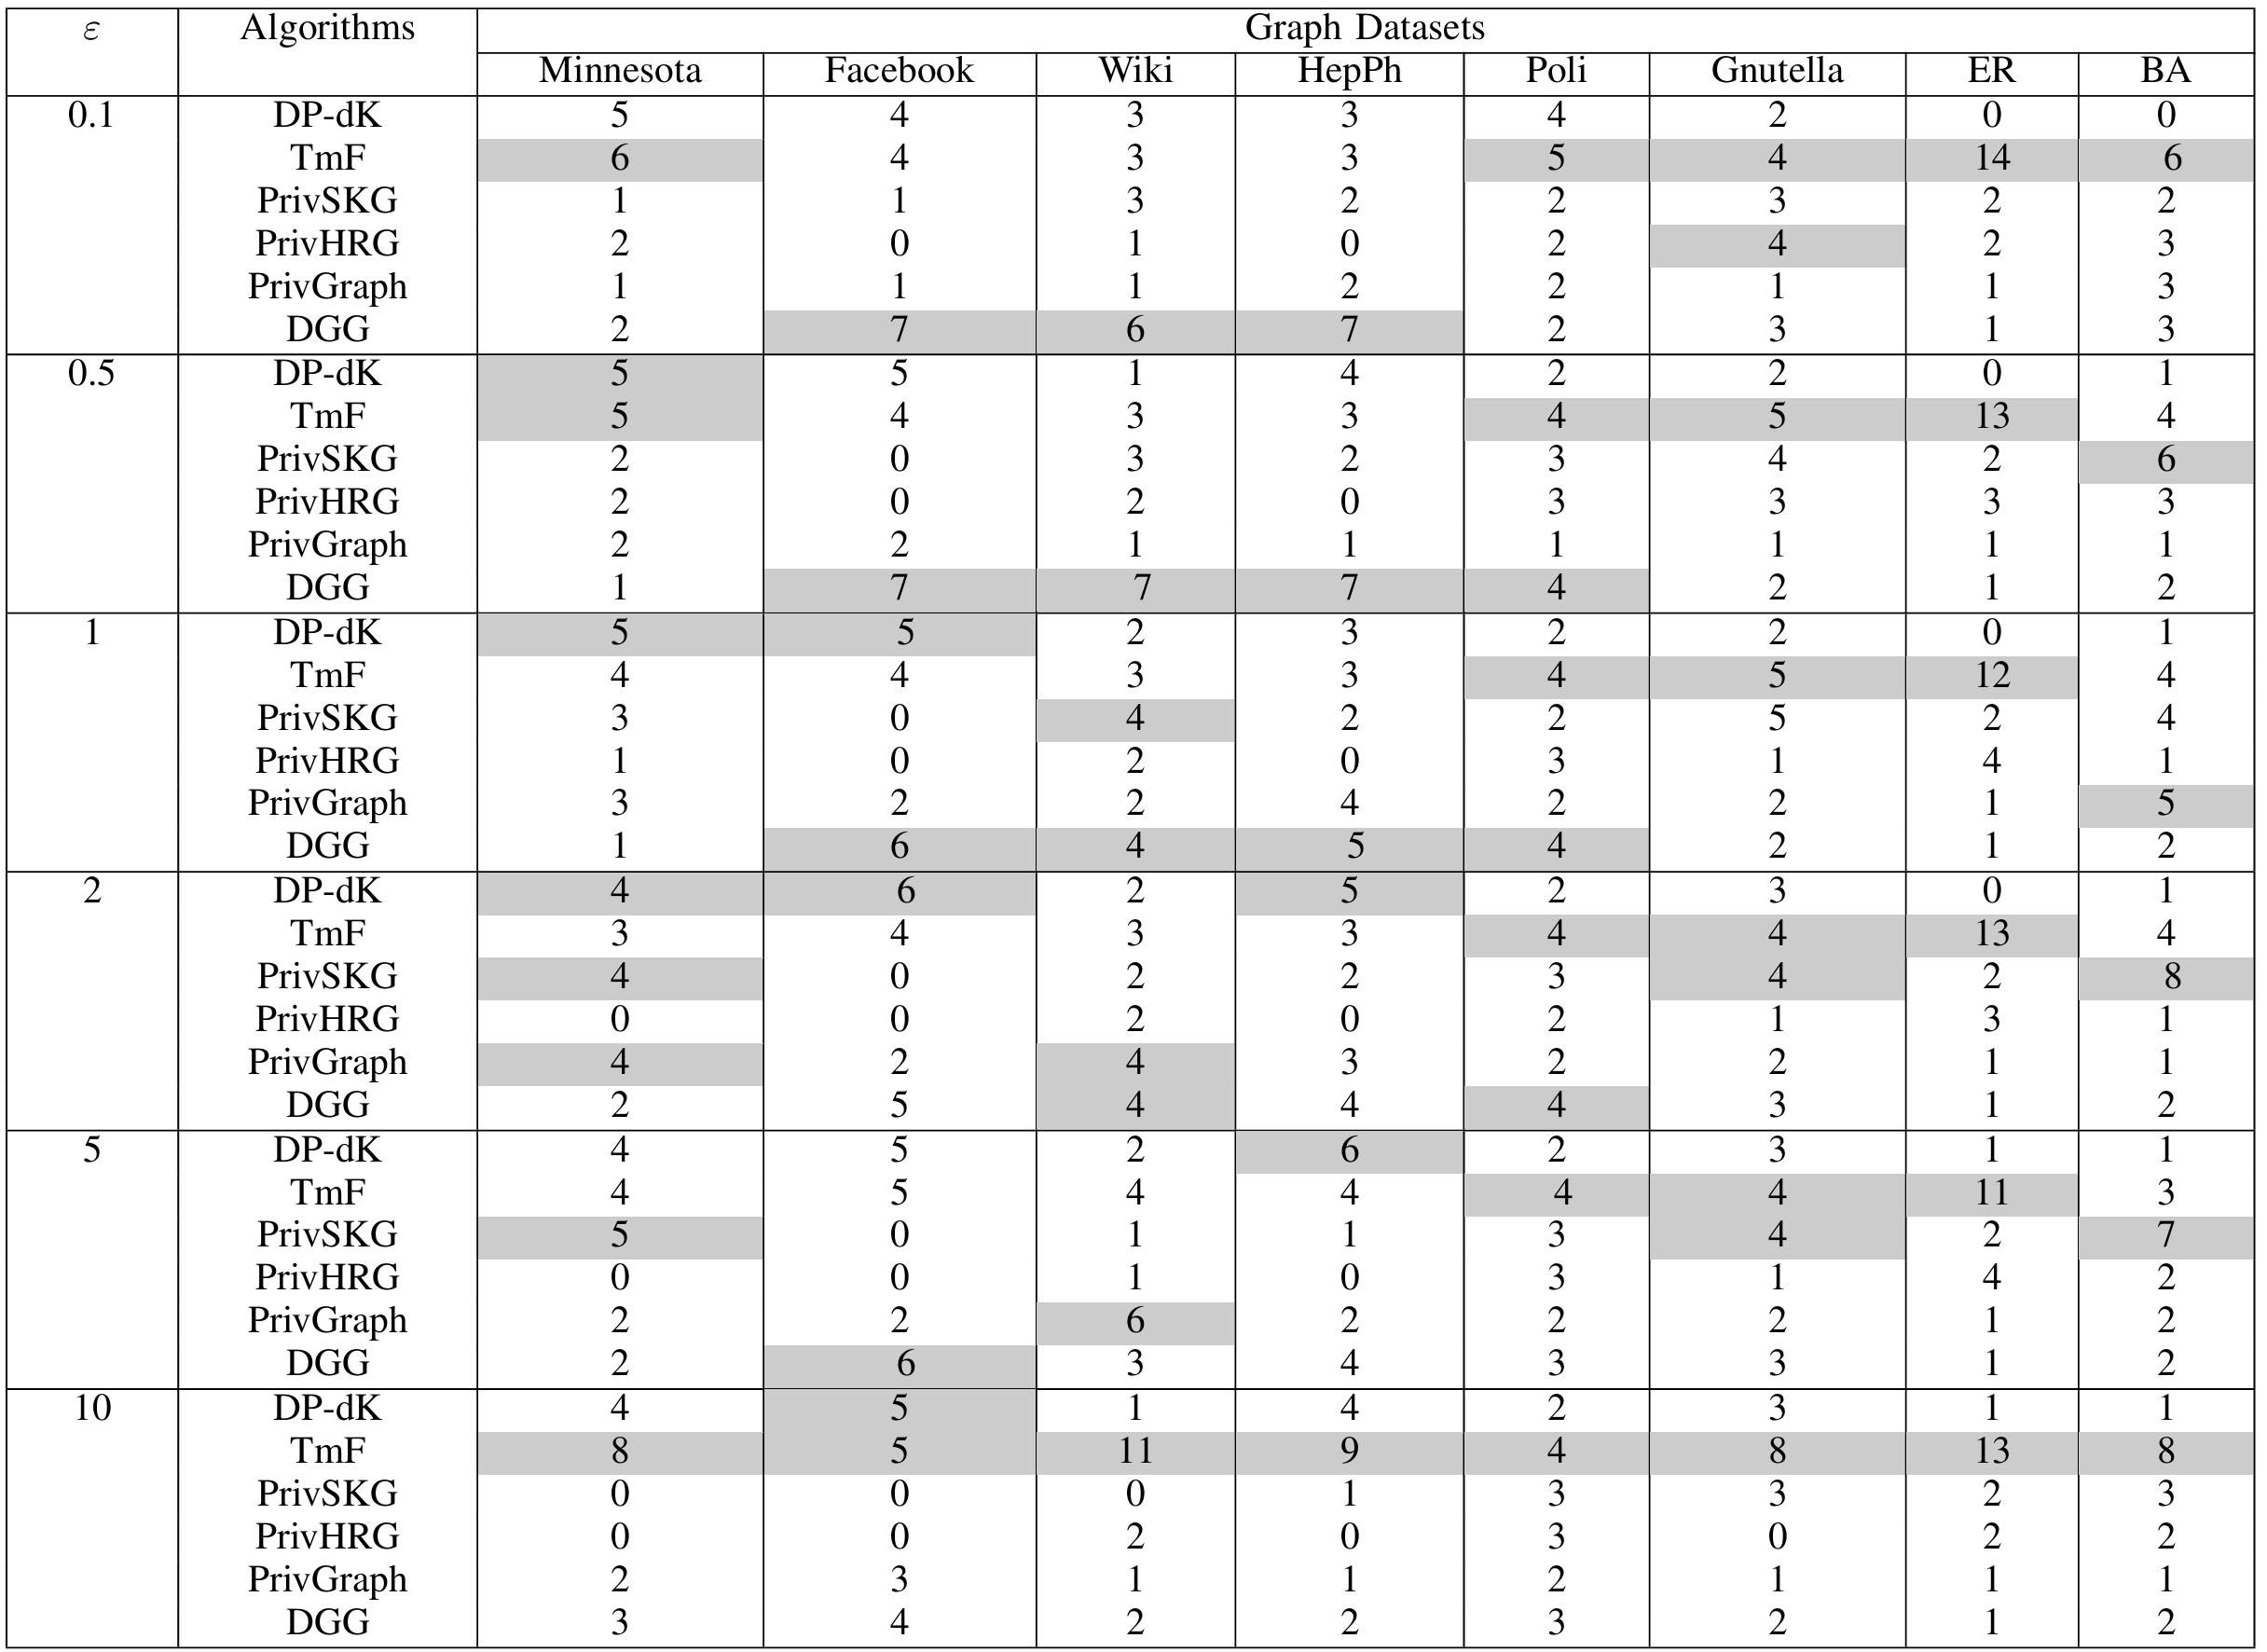 ε Algorithms Graph Datasets
Minnesota Facebook Wiki HepPh Poli Gnutella ER BA
0.1 DP-dK 5 4 3 3 4 2 0 0
TmF 6 4 3 3 5 4 14 6
PrivSKG 1 1 3 2 2 3 2 2
PrivHRG 2 0 1 0 2 4 2 3
PrivGraph 1 1 1 2 2 1 1 3
DGG 2 7 6 7 2 3 1 3
0.5 DP-dK 5 5 1 4 2 2 0 1
TmF 5 4 3 3 4 5 13 4
PrivSKG 2 0 3 2 3 4 2 6
PrivHRG 2 0 2 0 3 3 3 3
PrivGraph 2 2 1 1 1 1 1 1
DGG 1 7 7 7 4 2 1 2
1 DP-dK 5 5 2 3 2 2 0 1
TmF 4 4 3 3 4 5 12 4
PrivSKG 3 0 4 2 2 5 2 4
PrivHRG 1 0 2 0 3 1 4 1
PrivGraph 3 2 2 4 2 2 1 5
DGG 1 6 4 5 4 2 1 2
2 DP-dK 4 6 2 5 2 3 0 1
TmF 3 4 3 3 4 4 13 4
PrivSKG 4 0 2 2 3 4 2 8
PrivHRG 0 0 2 0 2 1 3 1
PrivGraph 4 2 4 3 2 2 1 1
DGG 2 5 4 4 4 3 1 2
5 DP-dK 4 5 2 6 2 3 1 1
TmF 4 5 4 4 4 4 11 3
PrivSKG 5 0 1 1 3 4 2 7
PrivHRG 0 0 1 0 3 1 4 2
PrivGraph 2 2 6 2 2 2 1 2
DGG 2 6 3 4 3 3 1 2
10 DP-dK 4 5 1 4 2 3 1 1
TmF 8 5 11 9 4 8 13 8
PrivSKG 0 0 0 1 3 3 2 3
PrivHRG 0 0 2 0 3 0 2 2
PrivGraph 2 3 1 1 2 1 1 1
DGG 3 4 2 2 3 2 1 2